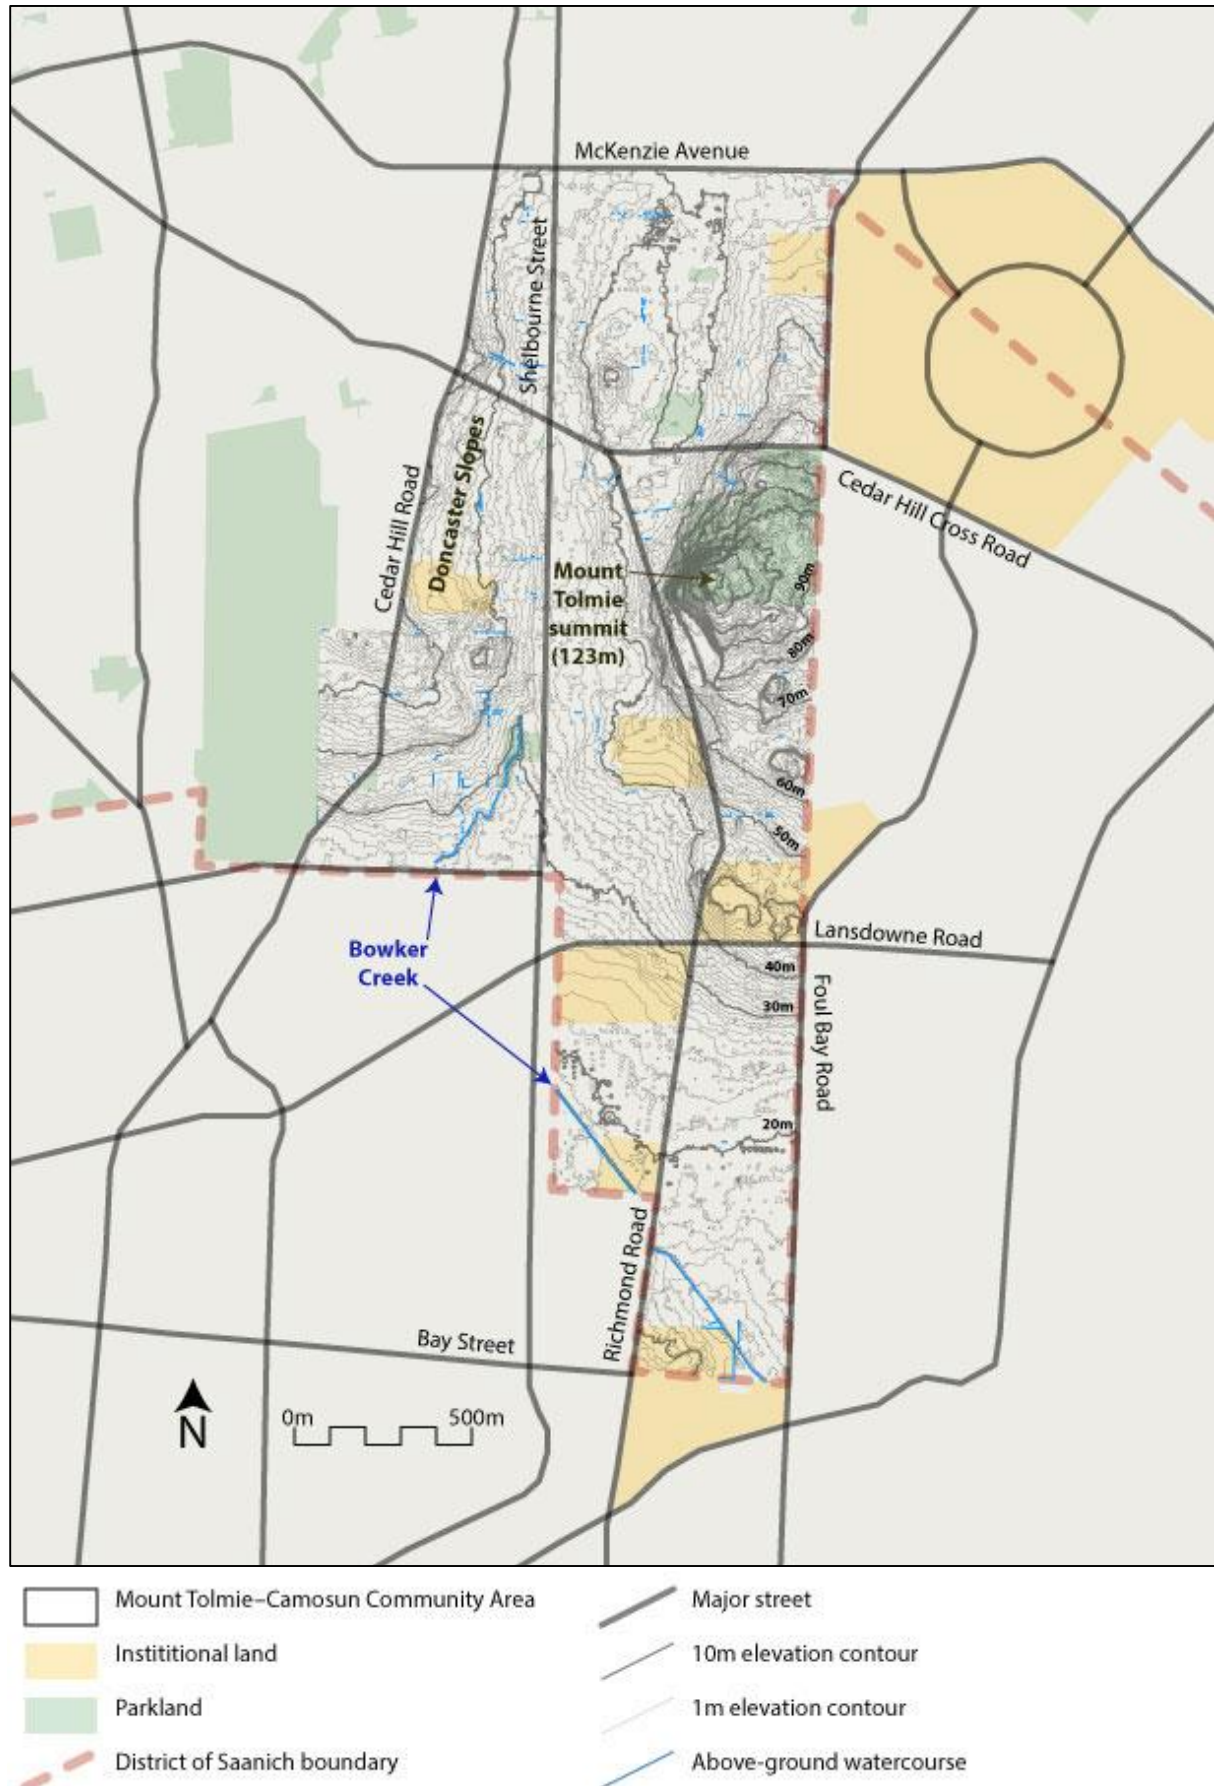 McKenzie Avenue
Shelbourne Street
Doncaster Slopes
Cedar Hill Road
Cedar Hill Cross Road
Mount
Tolmie
summit
(123m)
90m
80m
70m
60m
50m
Lansdowne Road
Bowker
Creek
40m
30m
Foul Bay Road
20m
Richmond Road
Bay Street
N
0m 500m
Mount Tolmie–Camosun Community Area
Instititional land
Parkland
District of Saanich boundary
Major street
10m elevation contour
1m elevation contour
Above-ground watercourse